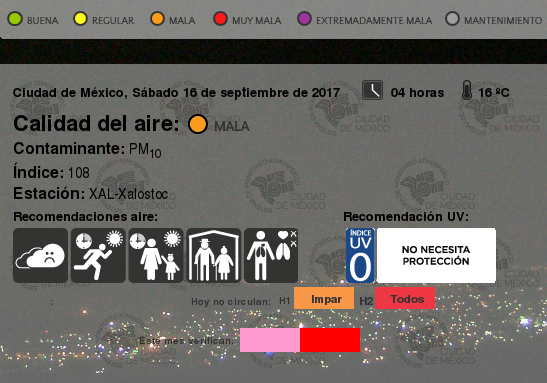 BUENA REGULAR MALA MUY MALA EXTREMADAMENTE MALA MANTENIMIENTO
Ciudad de México, Sábado 16 de septiembre de 2017 04 horas 16 ºC
Calidad del aire: MALA
Contaminante: PM10
Índice: 108
Estación: XAL-Xalostoc
Recomendaciones aire: Recomendación UV:
ÍNDICE
UV
0
NO NECESITA
PROTECCIÓN
: Hoy no circulan: H1 Impar H2 Todos
Este mes verifican: